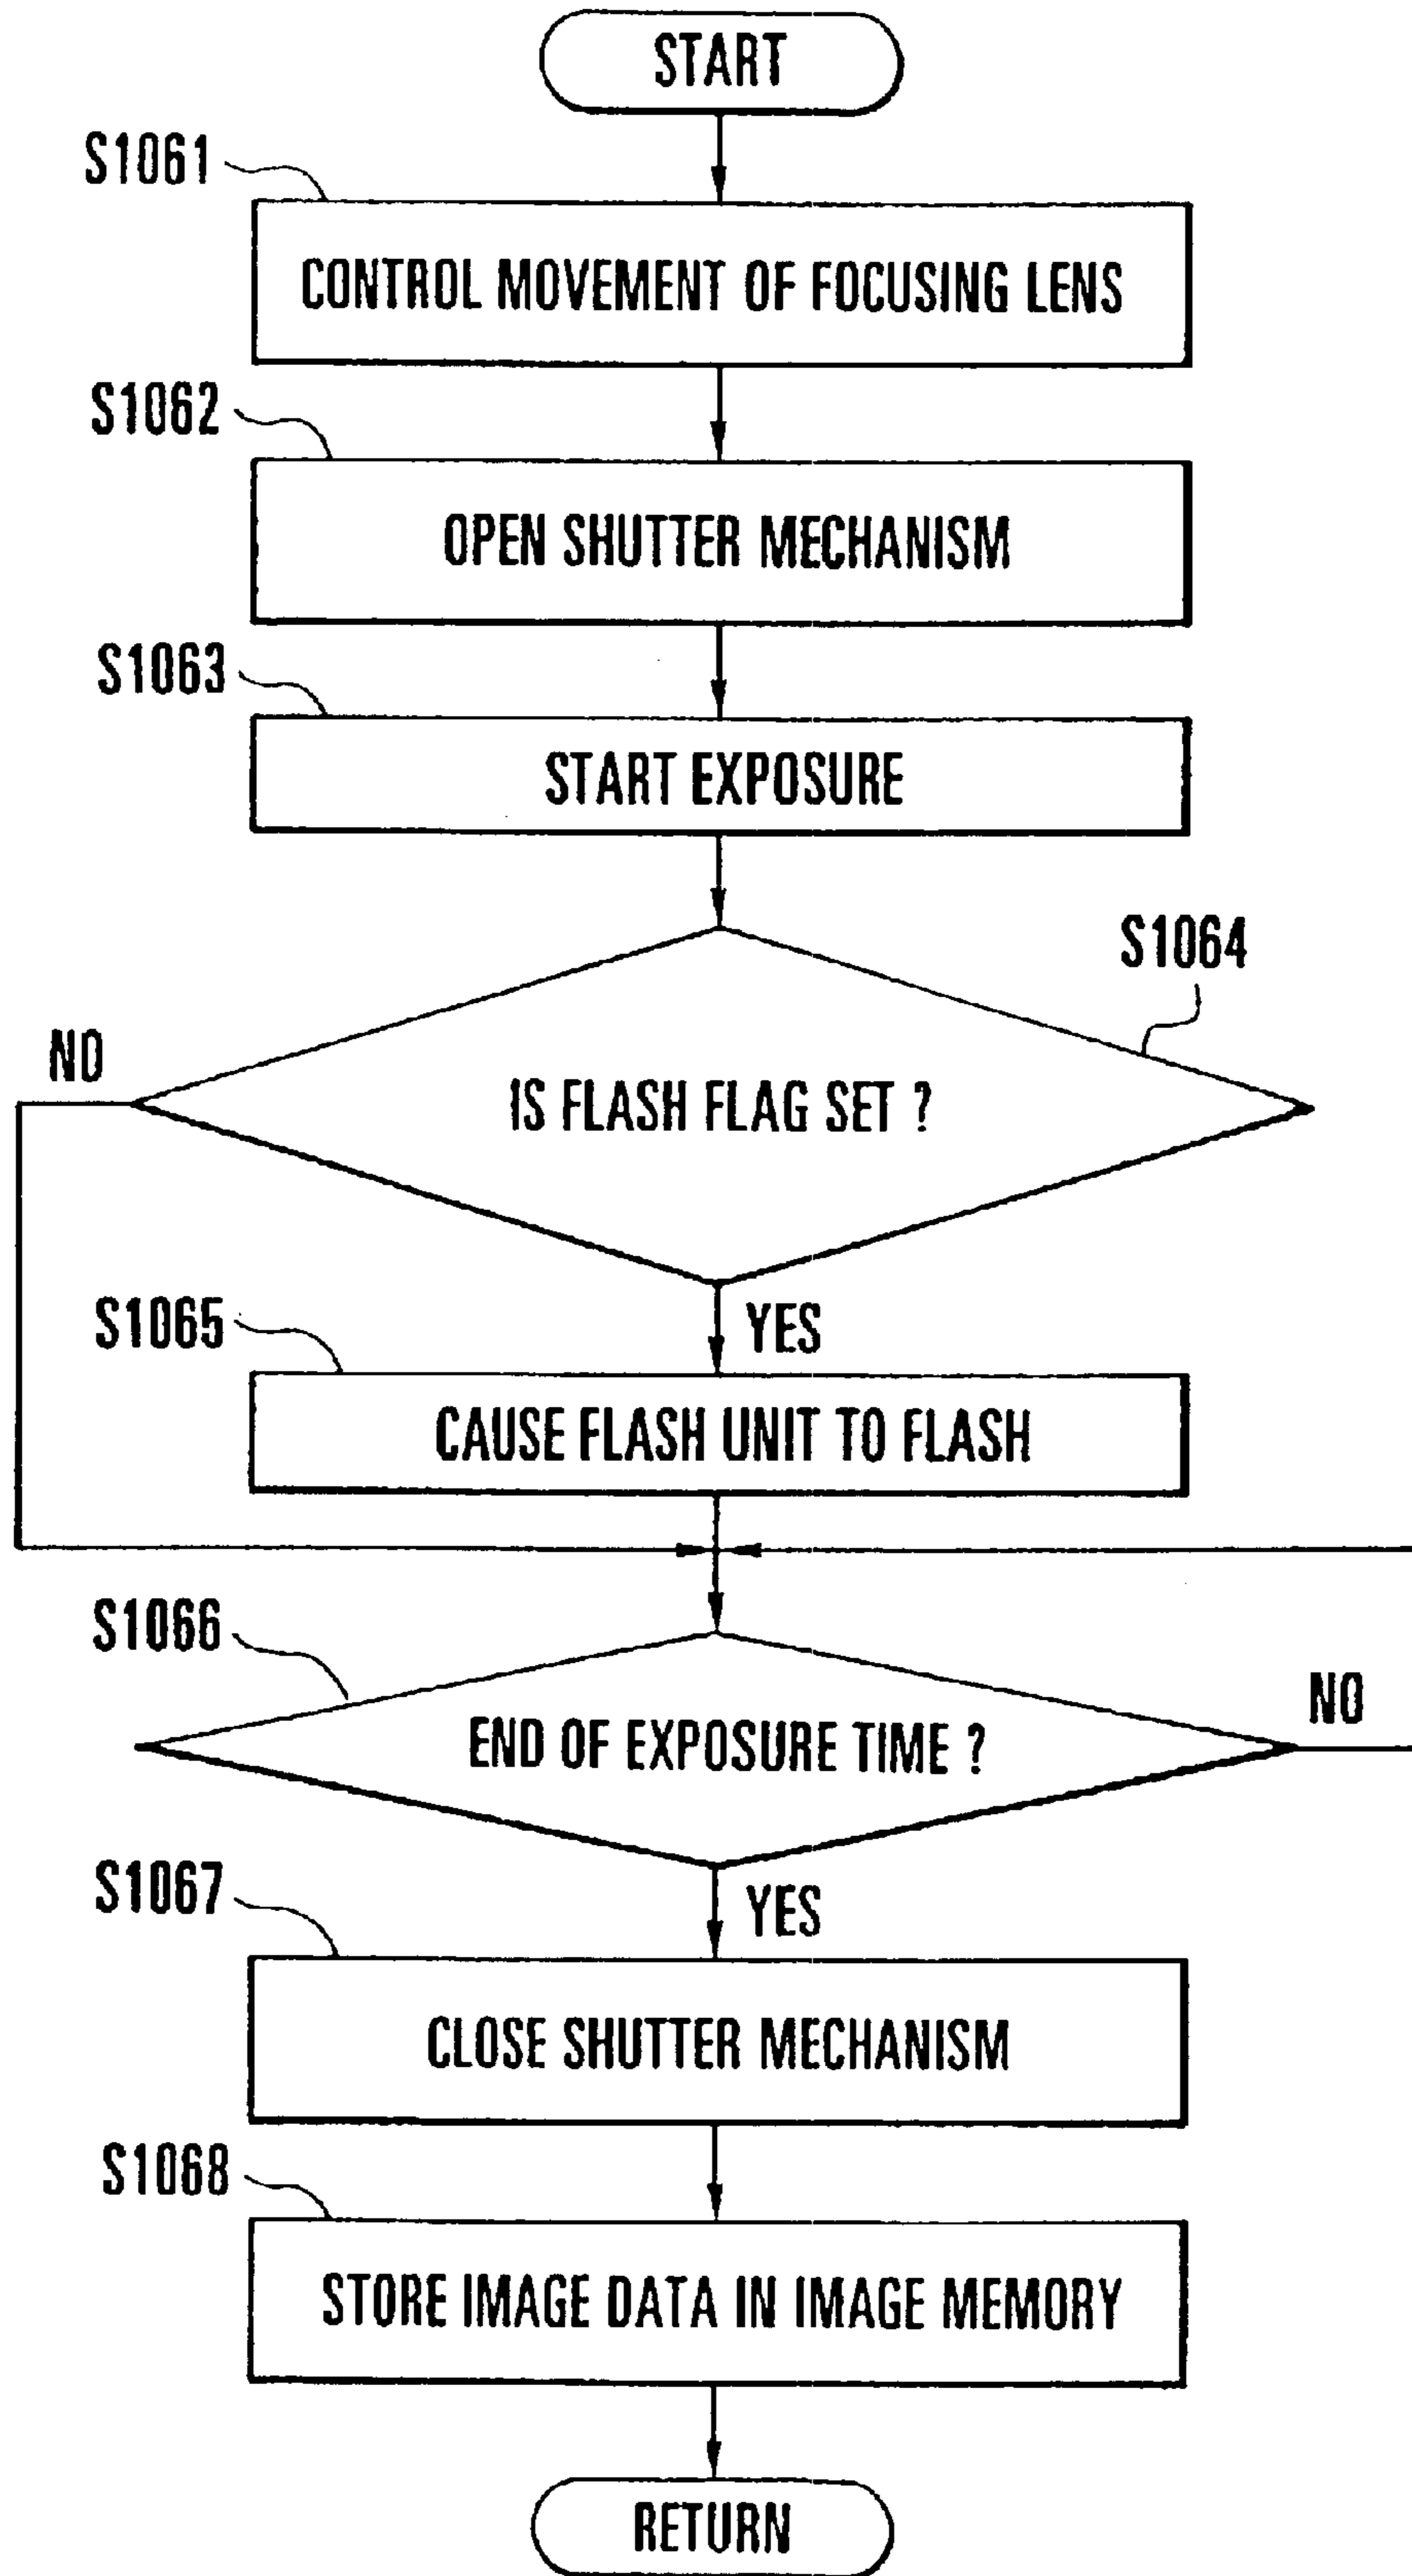 START
S1061
CONTROL MOVEMENT OF FOCUSING LENS
S1062
OPEN SHUTTER MECHANISM
S1063
START EXPOSURE
S1064
NO
IS FLASH FLAG SET ?
YES
S1065
CAUSE FLASH UNIT TO FLASH
S1066
END OF EXPOSURE TIME ?
NO
YES
S1067
CLOSE SHUTTER MECHANISM
S1068
STORE IMAGE DATA IN IMAGE MEMORY
RETURN